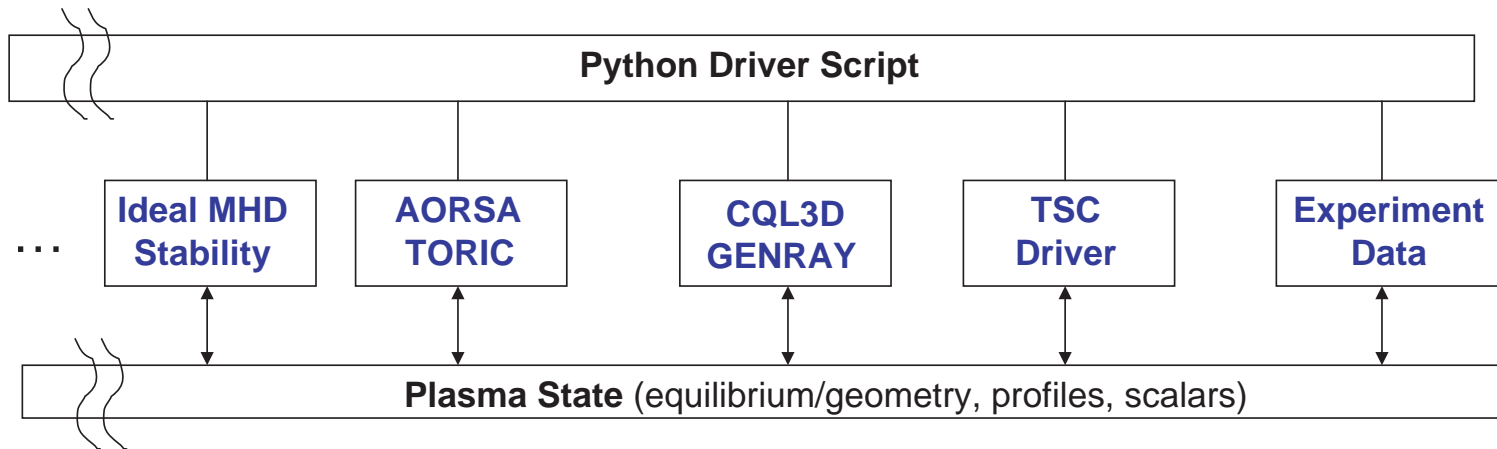 Python Driver Script
Ideal MHD
Stability
AORSA
TORIC
CQL3D
GENRAY
TSC
Driver
Experiment
Data
...
Plasma State (equilibrium/geometry, profiles, scalars)